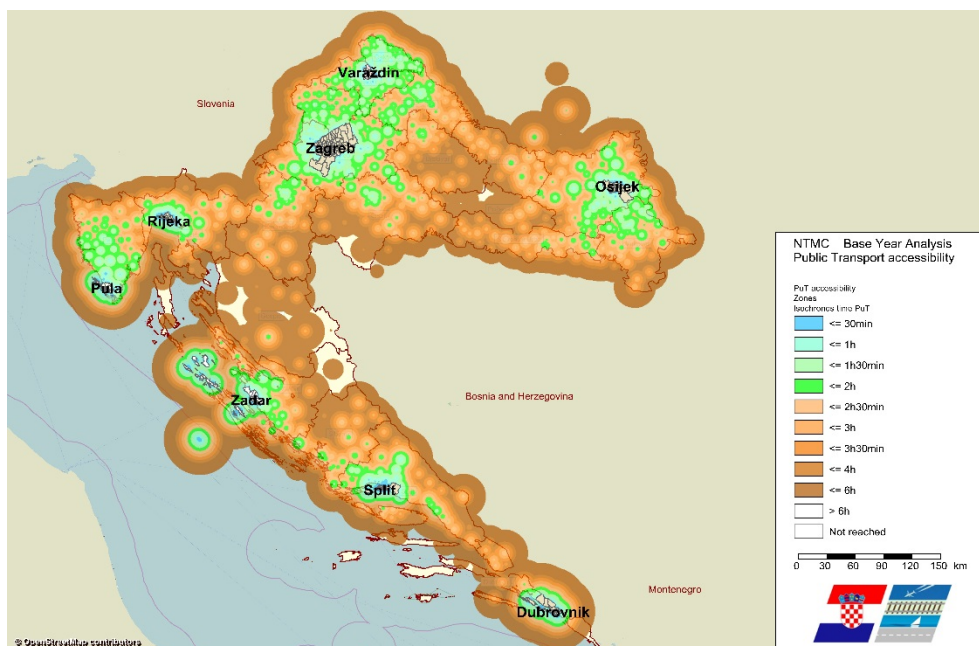 Varaždin
Slovenia
Zagreb
Osijek
Rijeka
Pula
Zadar
Bosnia and Herzegovina
Split
Montenegro
Dubrovnik
NTMC Base Year Analysis
Public Transport accessibility
PuT accessibility
Zones
Isochrones time PuT
<= 30min
<= 1h
<= 1h30min
<= 2h
<= 2h30min
<= 3h
<= 3h30min
<= 4h
<= 6h
> 6h
Not reached
0 30 60 90 120 150 km
© OpenStreetMap contributors